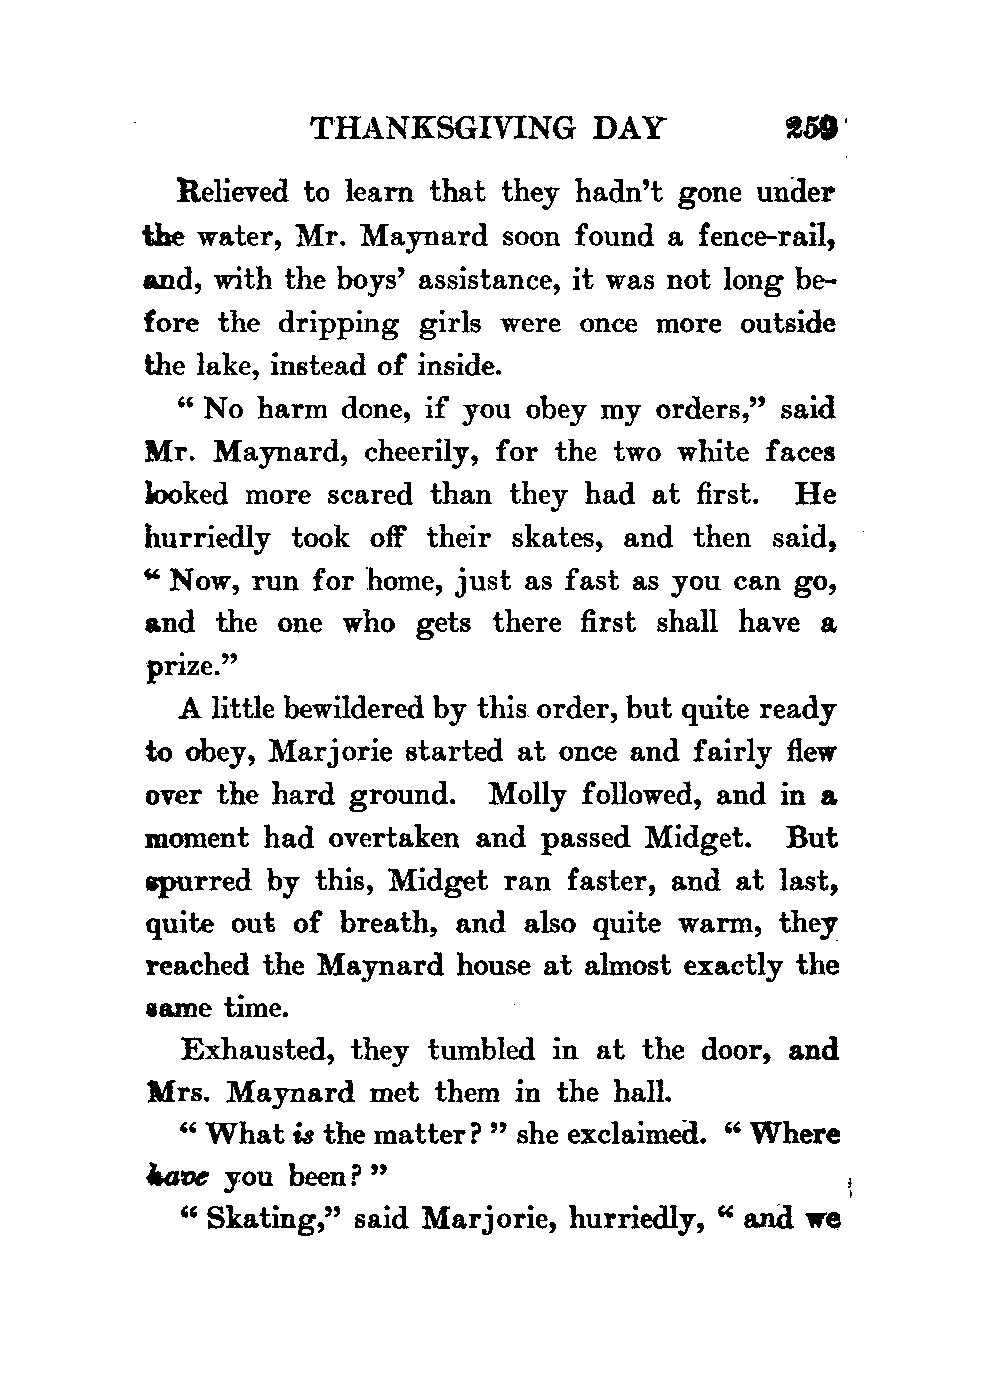 THANKSGIVING DAY 259
Relieved to learn that they hadn't gone under
the water, Mr. Maynard soon found a fence-rail,
and, with the boys' assistance, it was not long be-
fore the dripping girls were once more outside
the lake, instead of inside.
“ No harm done, if you obey my orders,” said
Mr. Maynard, cheerily, for the two white faces
looked more scared than they had at first. He
hurriedly took off their skates, and then said,
“ Now, run for home, just as fast as you can go,
and the one who gets there first shall have a
prize.”
A little bewildered by this order, but quite ready
to obey, Marjorie started at once and fairly flew
over the hard ground. Molly followed, and in a
moment had overtaken and passed Midget. But
spurred by this, Midget ran faster, and at last,
quite out of breath, and also quite warm, they
reached the Maynard house at almost exactly the
same time.
Exhausted, they tumbled in at the door, and
Mrs. Maynard met them in the hall.
“ What is the matter? ” she exclaimed. “ Where
have you been? ”
“ Skating,” said Marjorie, hurriedly, “ and we